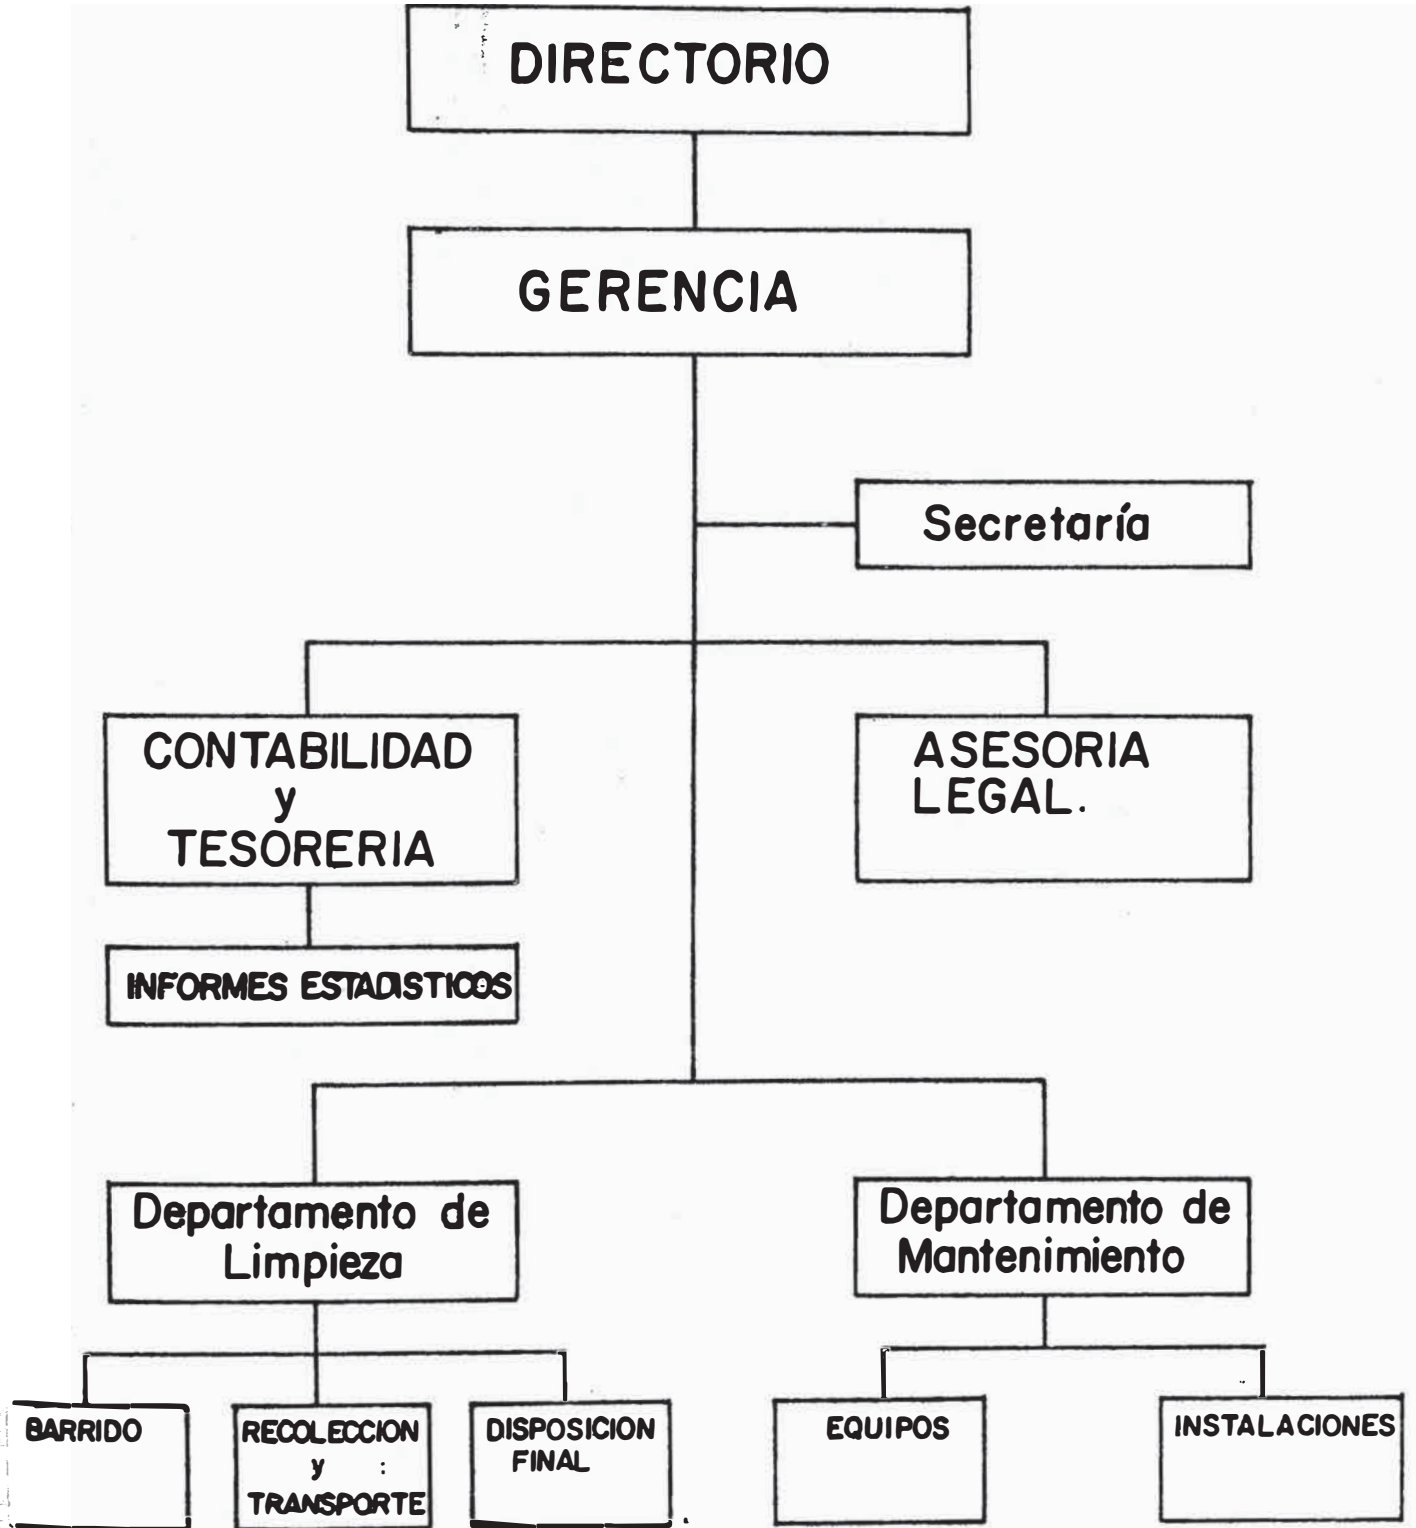 DIRECTORIO
GERENCIA
Secretaría
CONTABILIDAD
y
TESORERIA
ASESORIA
LEGAL.
INFORMES ESTADISTICOS
Departamento de
Limpieza
Departamento de
Mantenimiento
BARRIDO
RECOLECCION
y :
TRANSPORTE
DISPOSICION
FINAL
EQUIPOS
INSTALACIONES